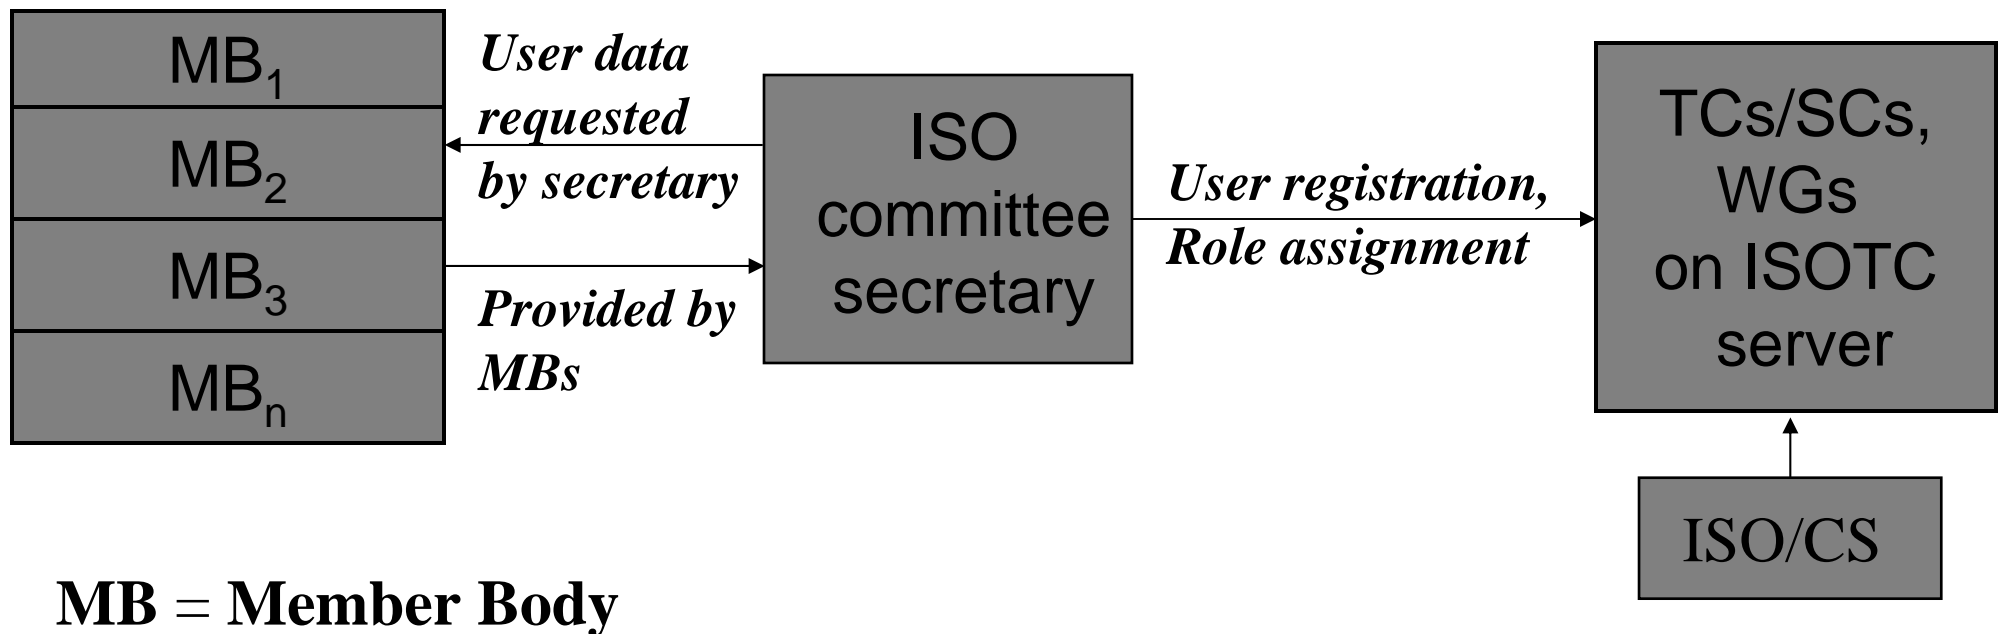 MB₁
MB₂
MB₃
MBₙ
User data
requested
by secretary
Provided by
MBs
ISO
committee
secretary
User registration,
Role assignment
TCs/SCs,
WGs
on ISOTC
server
ISO/CS
MB = Member Body